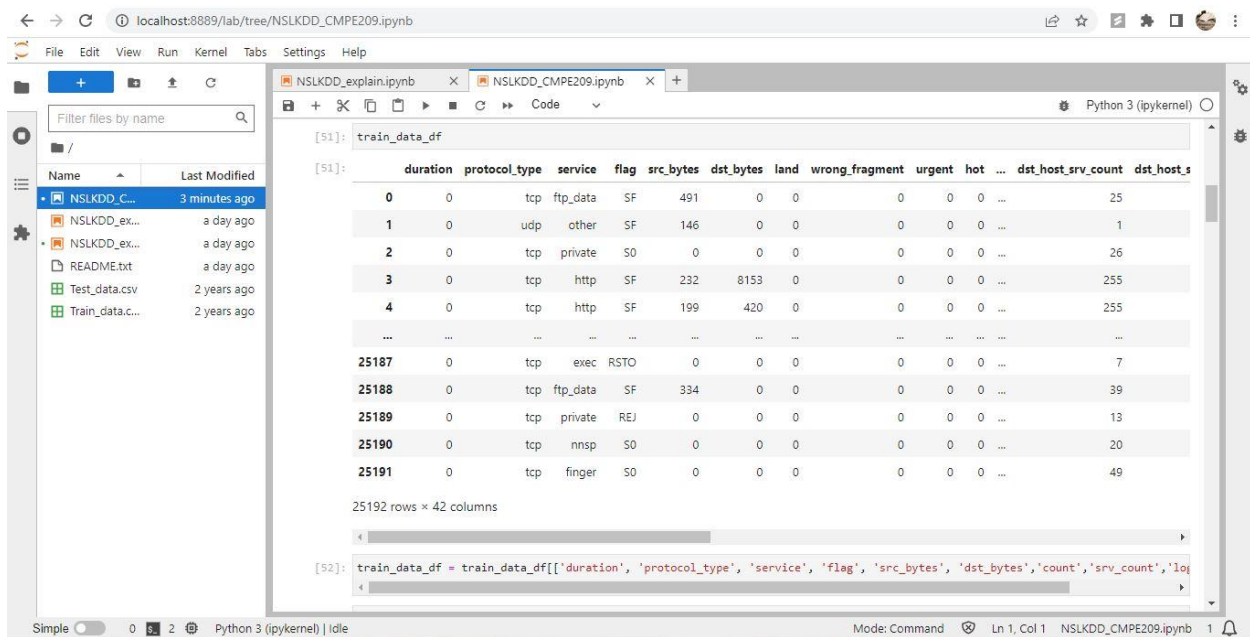 localhost:8889/lab/tree/NSLKDD_CMPE209.ipynb
File Edit View Run Kernel Tabs Settings Help
NSLKDD_explain.ipynb NSLKDD_CMPE209.ipynb
Code Python 3 (ipykernel)
Filter files by name
/
Name Last Modified
NSLKDD_C... 3 minutes ago
NSLKDD_ex... a day ago
NSLKDD_ex... a day ago
README.txt a day ago
Test_data.csv 2 years ago
Train_data.c... 2 years ago
[51]: train_data_df
[51]:
duration protocol_type service flag src_bytes dst_bytes land wrong_fragment urgent hot ... dst_host_srv_count dst_host_s
0 0 tcp ftp_data SF 491 0 0 0 0 0 ... 25
1 0 udp other SF 146 0 0 0 0 0 ... 1
2 0 tcp private S0 0 0 0 0 0 0 ... 26
3 0 tcp http SF 232 8153 0 0 0 0 ... 255
4 0 tcp http SF 199 420 0 0 0 0 ... 255
... ... ... ... ... ... ... ... ... ... ... ... ...
25187 0 tcp exec RSTO 0 0 0 0 0 0 ... 7
25188 0 tcp ftp_data SF 334 0 0 0 0 0 ... 39
25189 0 tcp private REJ 0 0 0 0 0 0 ... 13
25190 0 tcp nnsp S0 0 0 0 0 0 0 ... 20
25191 0 tcp finger S0 0 0 0 0 0 0 ... 49
25192 rows × 42 columns
[52]: train_data_df = train_data_df[['duration', 'protocol_type', 'service', 'flag', 'src_bytes', 'dst_bytes','count','srv_count','log
Simple 0 2 Python 3 (ipykernel) | Idle Mode: Command Ln 1, Col 1 NSLKDD_CMPE209.ipynb 1